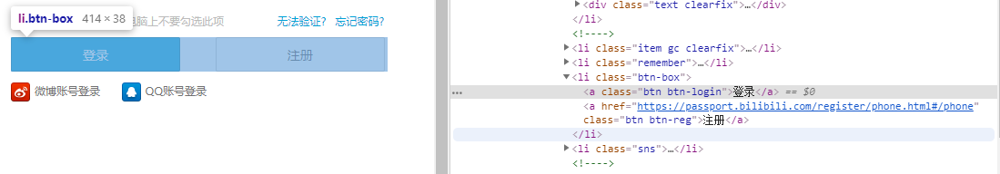 li.btn-box 414 × 38
电脑上不要勾选此项 无法验证? 忘记密码?
登录 注册
微博账号登录 QQ账号登录
<div class="text clearfix">…</div>
</li>
<!---->
<li class="item gc clearfix">…</li>
<li class="remember">…</li>
<li class="btn-box">
<a class="btn btn-login">登录</a> == $0
<a href="https://passport.bilibili.com/register/phone.html#/phone"
class="btn btn-reg">注册</a>
</li>
<li class="sns">…</li>
<!---->